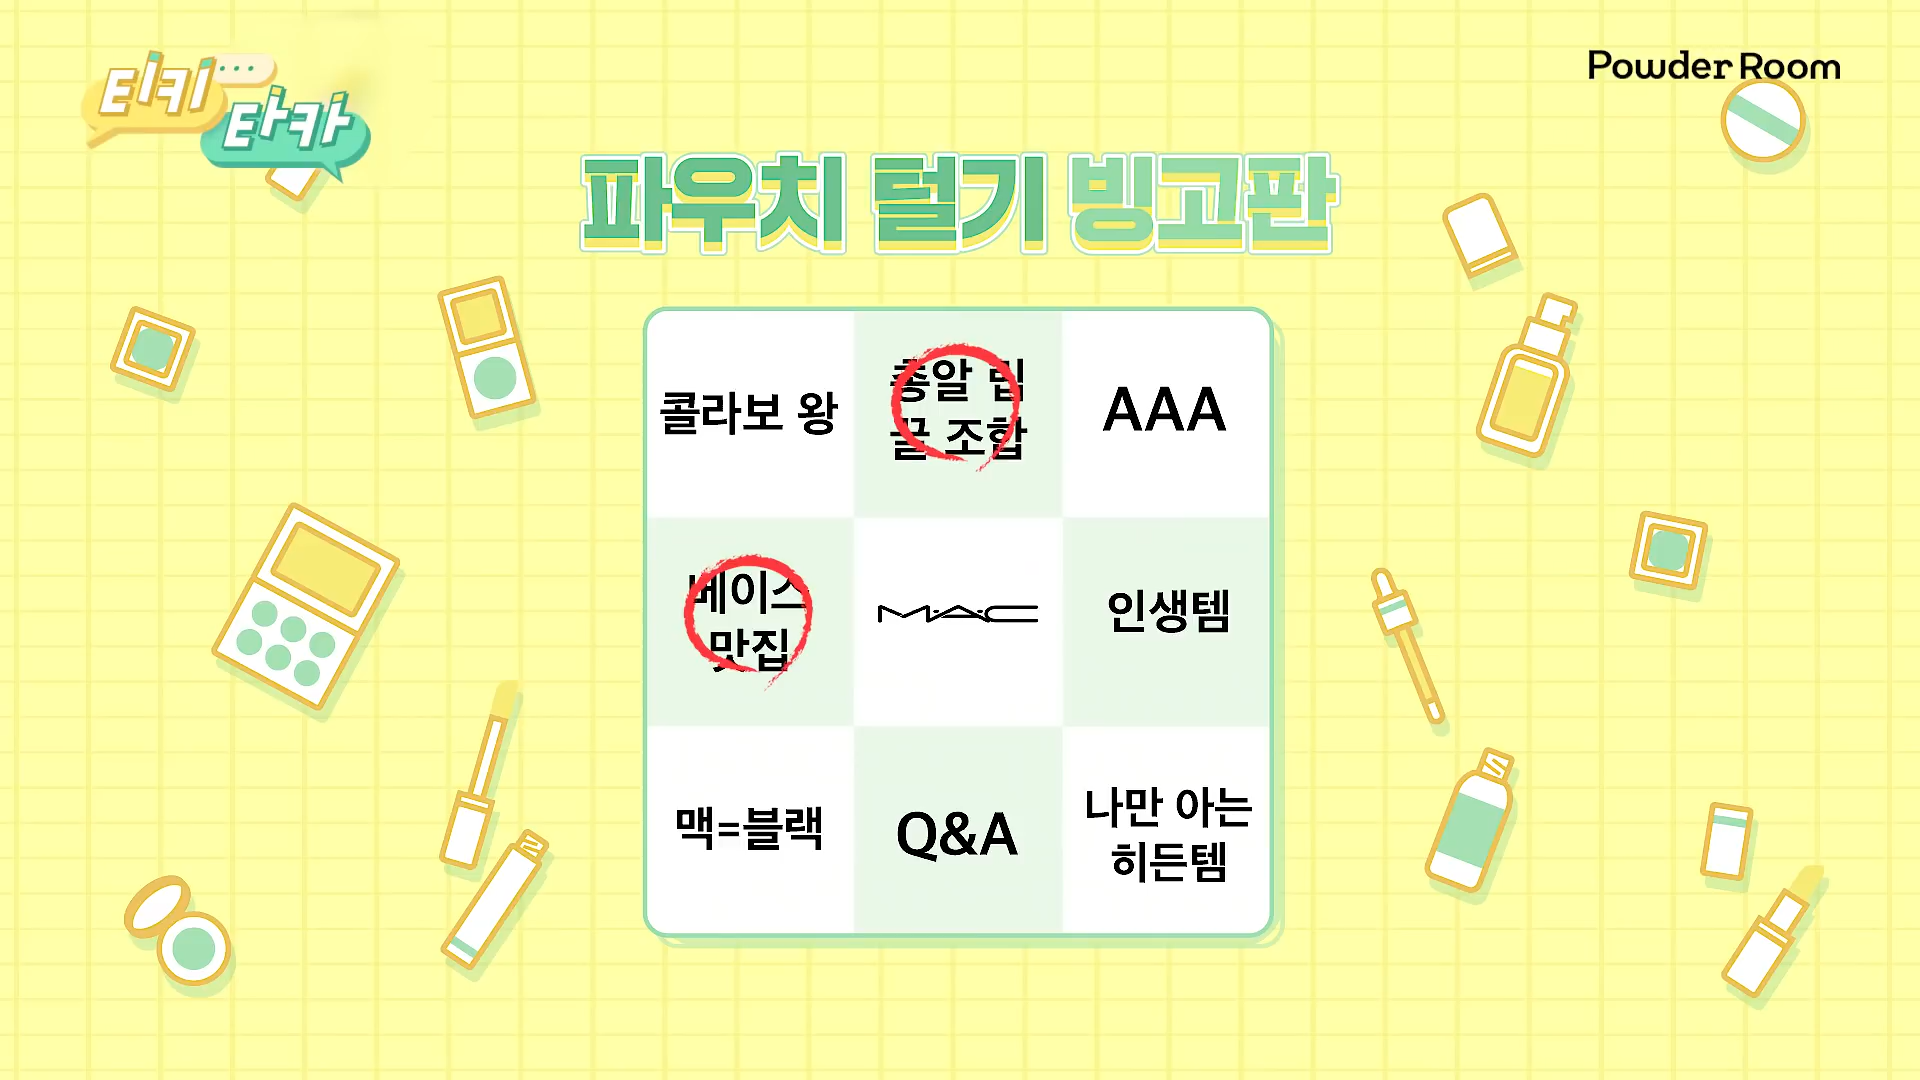 티키
타카
Powder Room
파우치 털기 빙고판
콜라보 왕
총알 립
꿀 조합
AAA
베이스
맛집
MAC
인생템
맥=블랙
Q&A
나만 아는
히든템